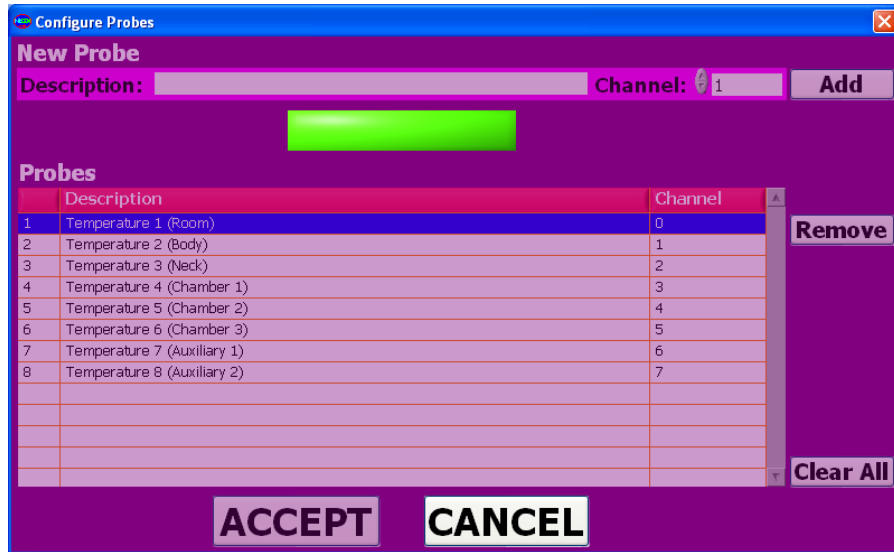 Configure Probes
New Probe
Description: Channel: 1 Add
Probes
Description Channel
1 Temperature 1 (Room) 0
Remove
2 Temperature 2 (Body) 1
3 Temperature 3 (Neck) 2
4 Temperature 4 (Chamber 1) 3
5 Temperature 5 (Chamber 2) 4
6 Temperature 6 (Chamber 3) 5
7 Temperature 7 (Auxiliary 1) 6
8 Temperature 8 (Auxiliary 2) 7
Clear All
ACCEPT CANCEL